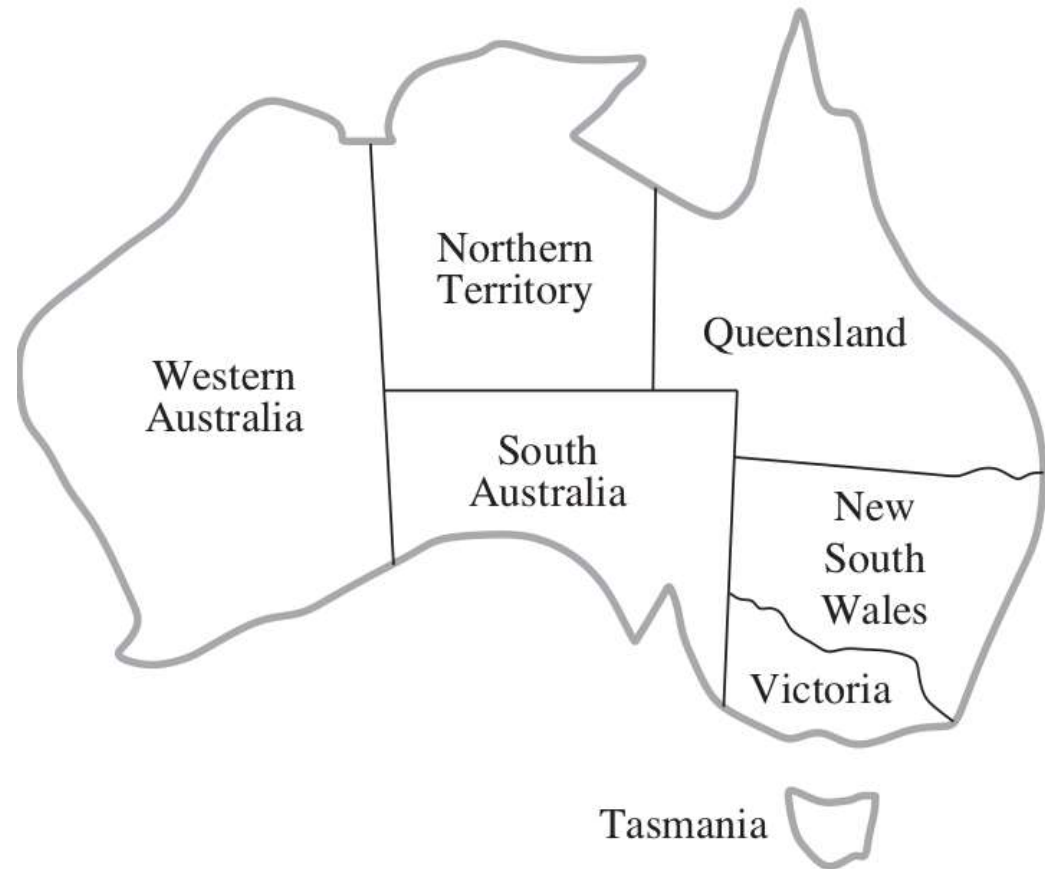 Northern
Territory
Queensland
Western
Australia
South
Australia
New
South
Wales
Victoria
Tasmania